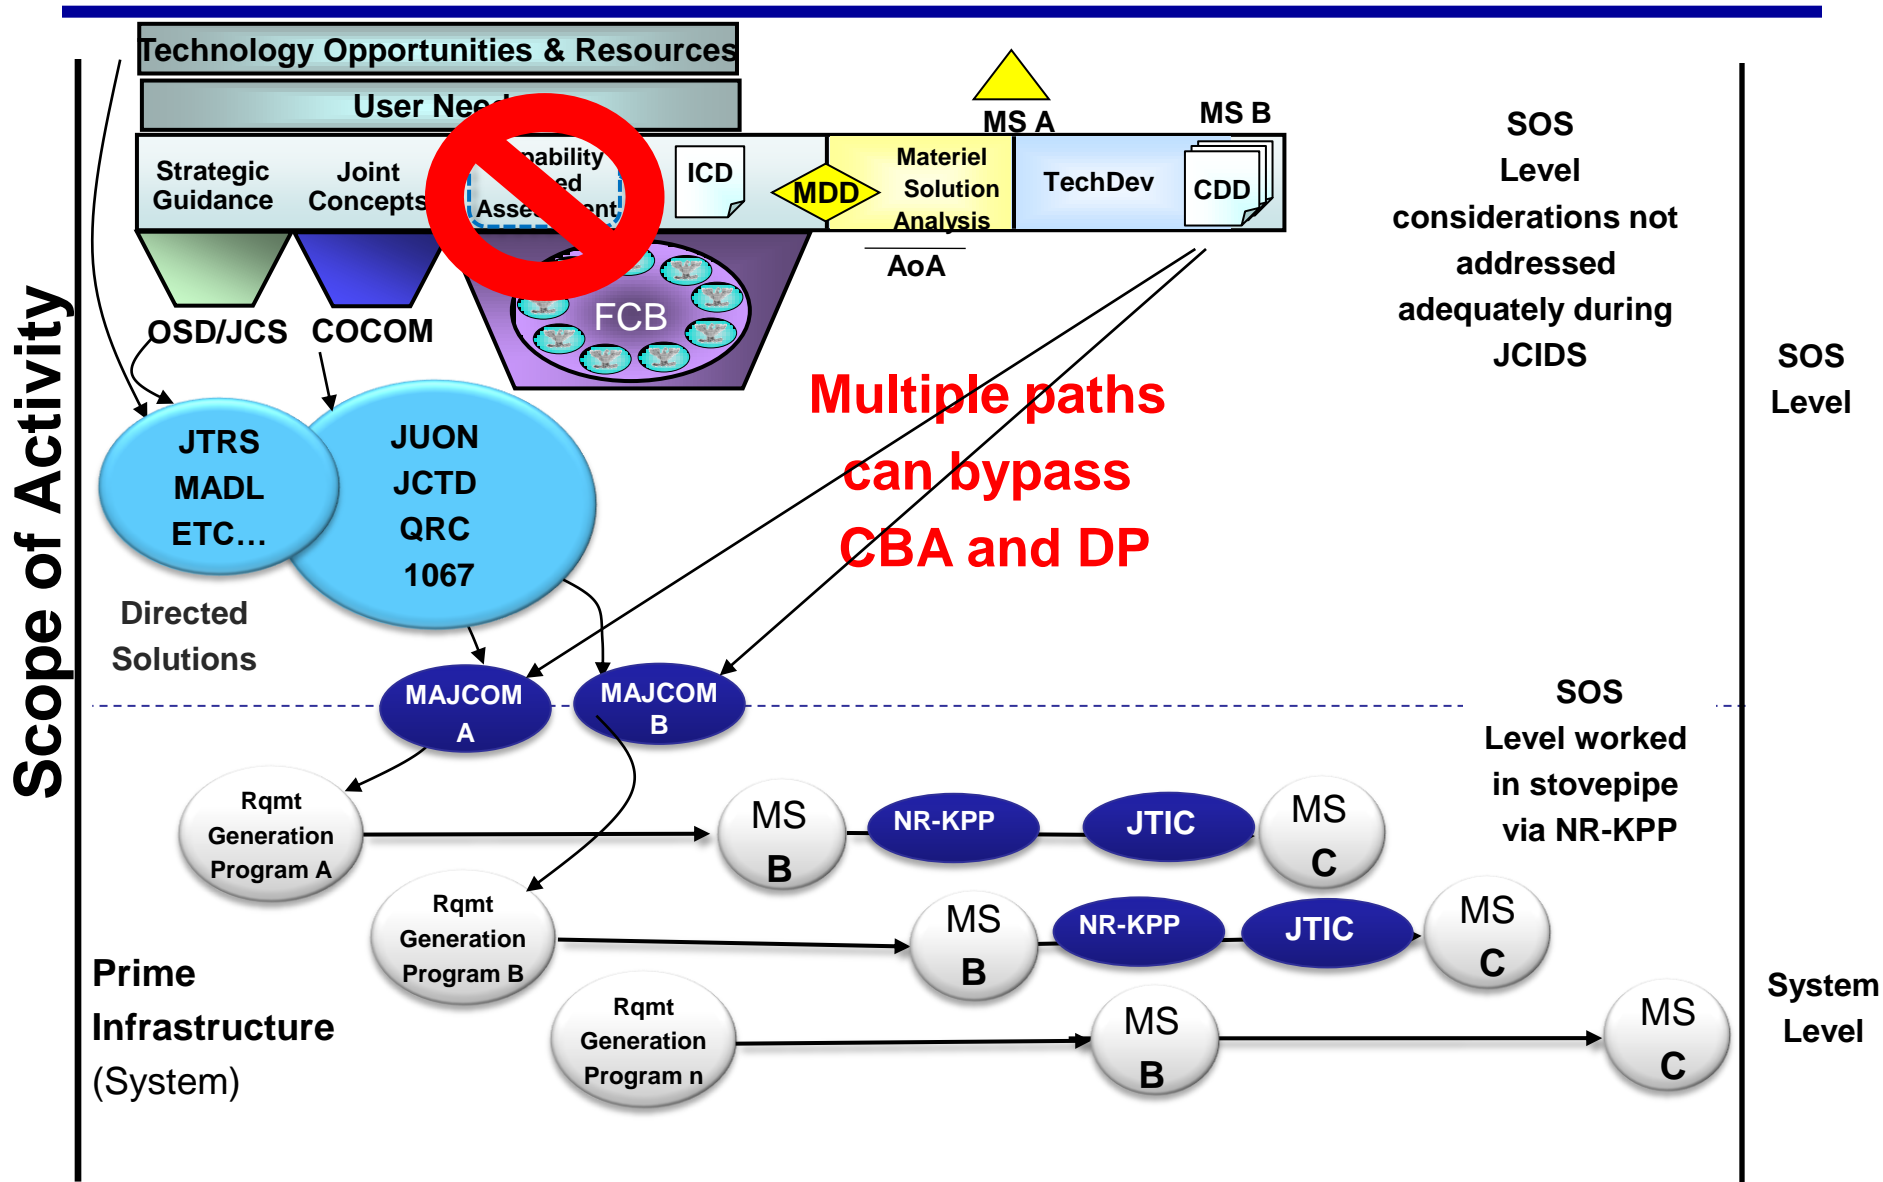 Technology Opportunities & Resources
User Nee
Strategic
Guidance
Joint
Concepts
ICD
MDD
Materiel
Solution
Analysis
AoA
MS A
TechDev
MS B
CDD
OSD/JCS
COCOM
FCB
SOS
Level
considerations not
addressed
adequately during
JCIDS
SOS
Level
Scope of Activity
JTRS
MADL
ETC…
JUON
JCTD
QRC
1067
Multiple paths
can bypass
CBA and DP
Directed
Solutions
MAJCOM
A
MAJCOM
B
SOS
Level worked
in stovepipe
via NR-KPP
Rqmt
Generation
Program A
MS
B
NR-KPP
JTIC
MS
C
Rqmt
Generation
Program B
MS
B
NR-KPP
JTIC
MS
C
Prime
Infrastructure
(System)
Rqmt
Generation
Program n
MS
B
MS
C
System
Level